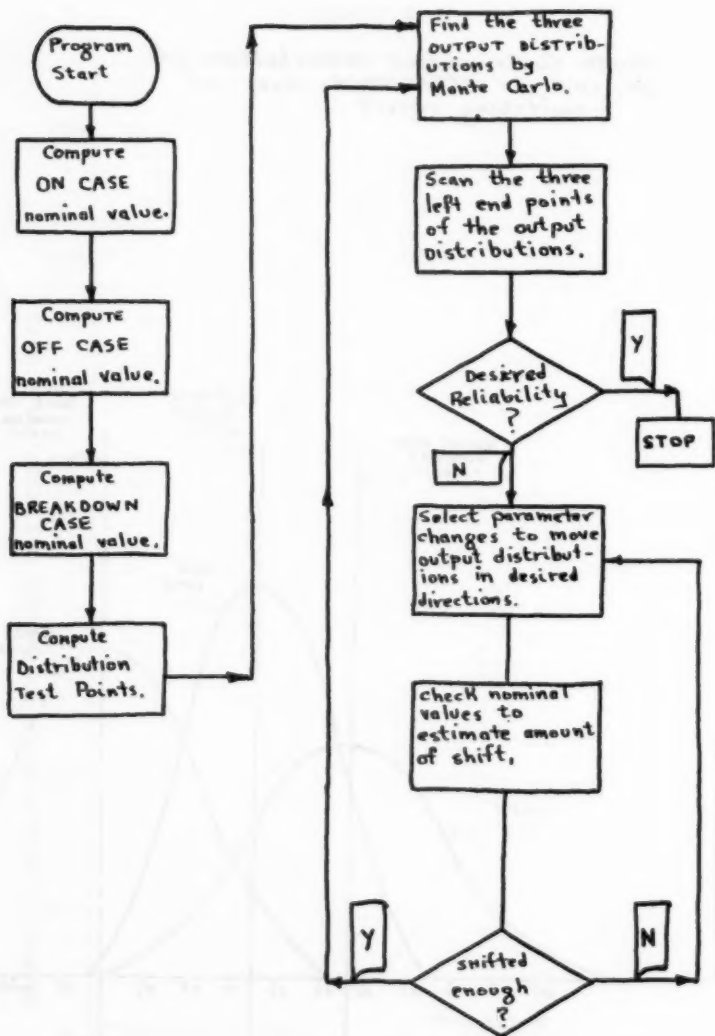 Program
Start
Compute
ON CASE
nominal value.
Compute
OFF CASE
nominal value.
Compute
BREAKDOWN
CASE
nominal value.
Compute
Distribution
Test Points.
Find the three
OUTPUT DISTRIB-
UTIONS by
Monte Carlo.
Scan the three
left end points
of the output
Distributions.
Desired
Reliability
?
Y
STOP
N
Select parameter
changes to move
output distribut-
ions in desired
directions.
check nominal
values to
estimate amount
of shift.
Shifted
enough
?
Y
N